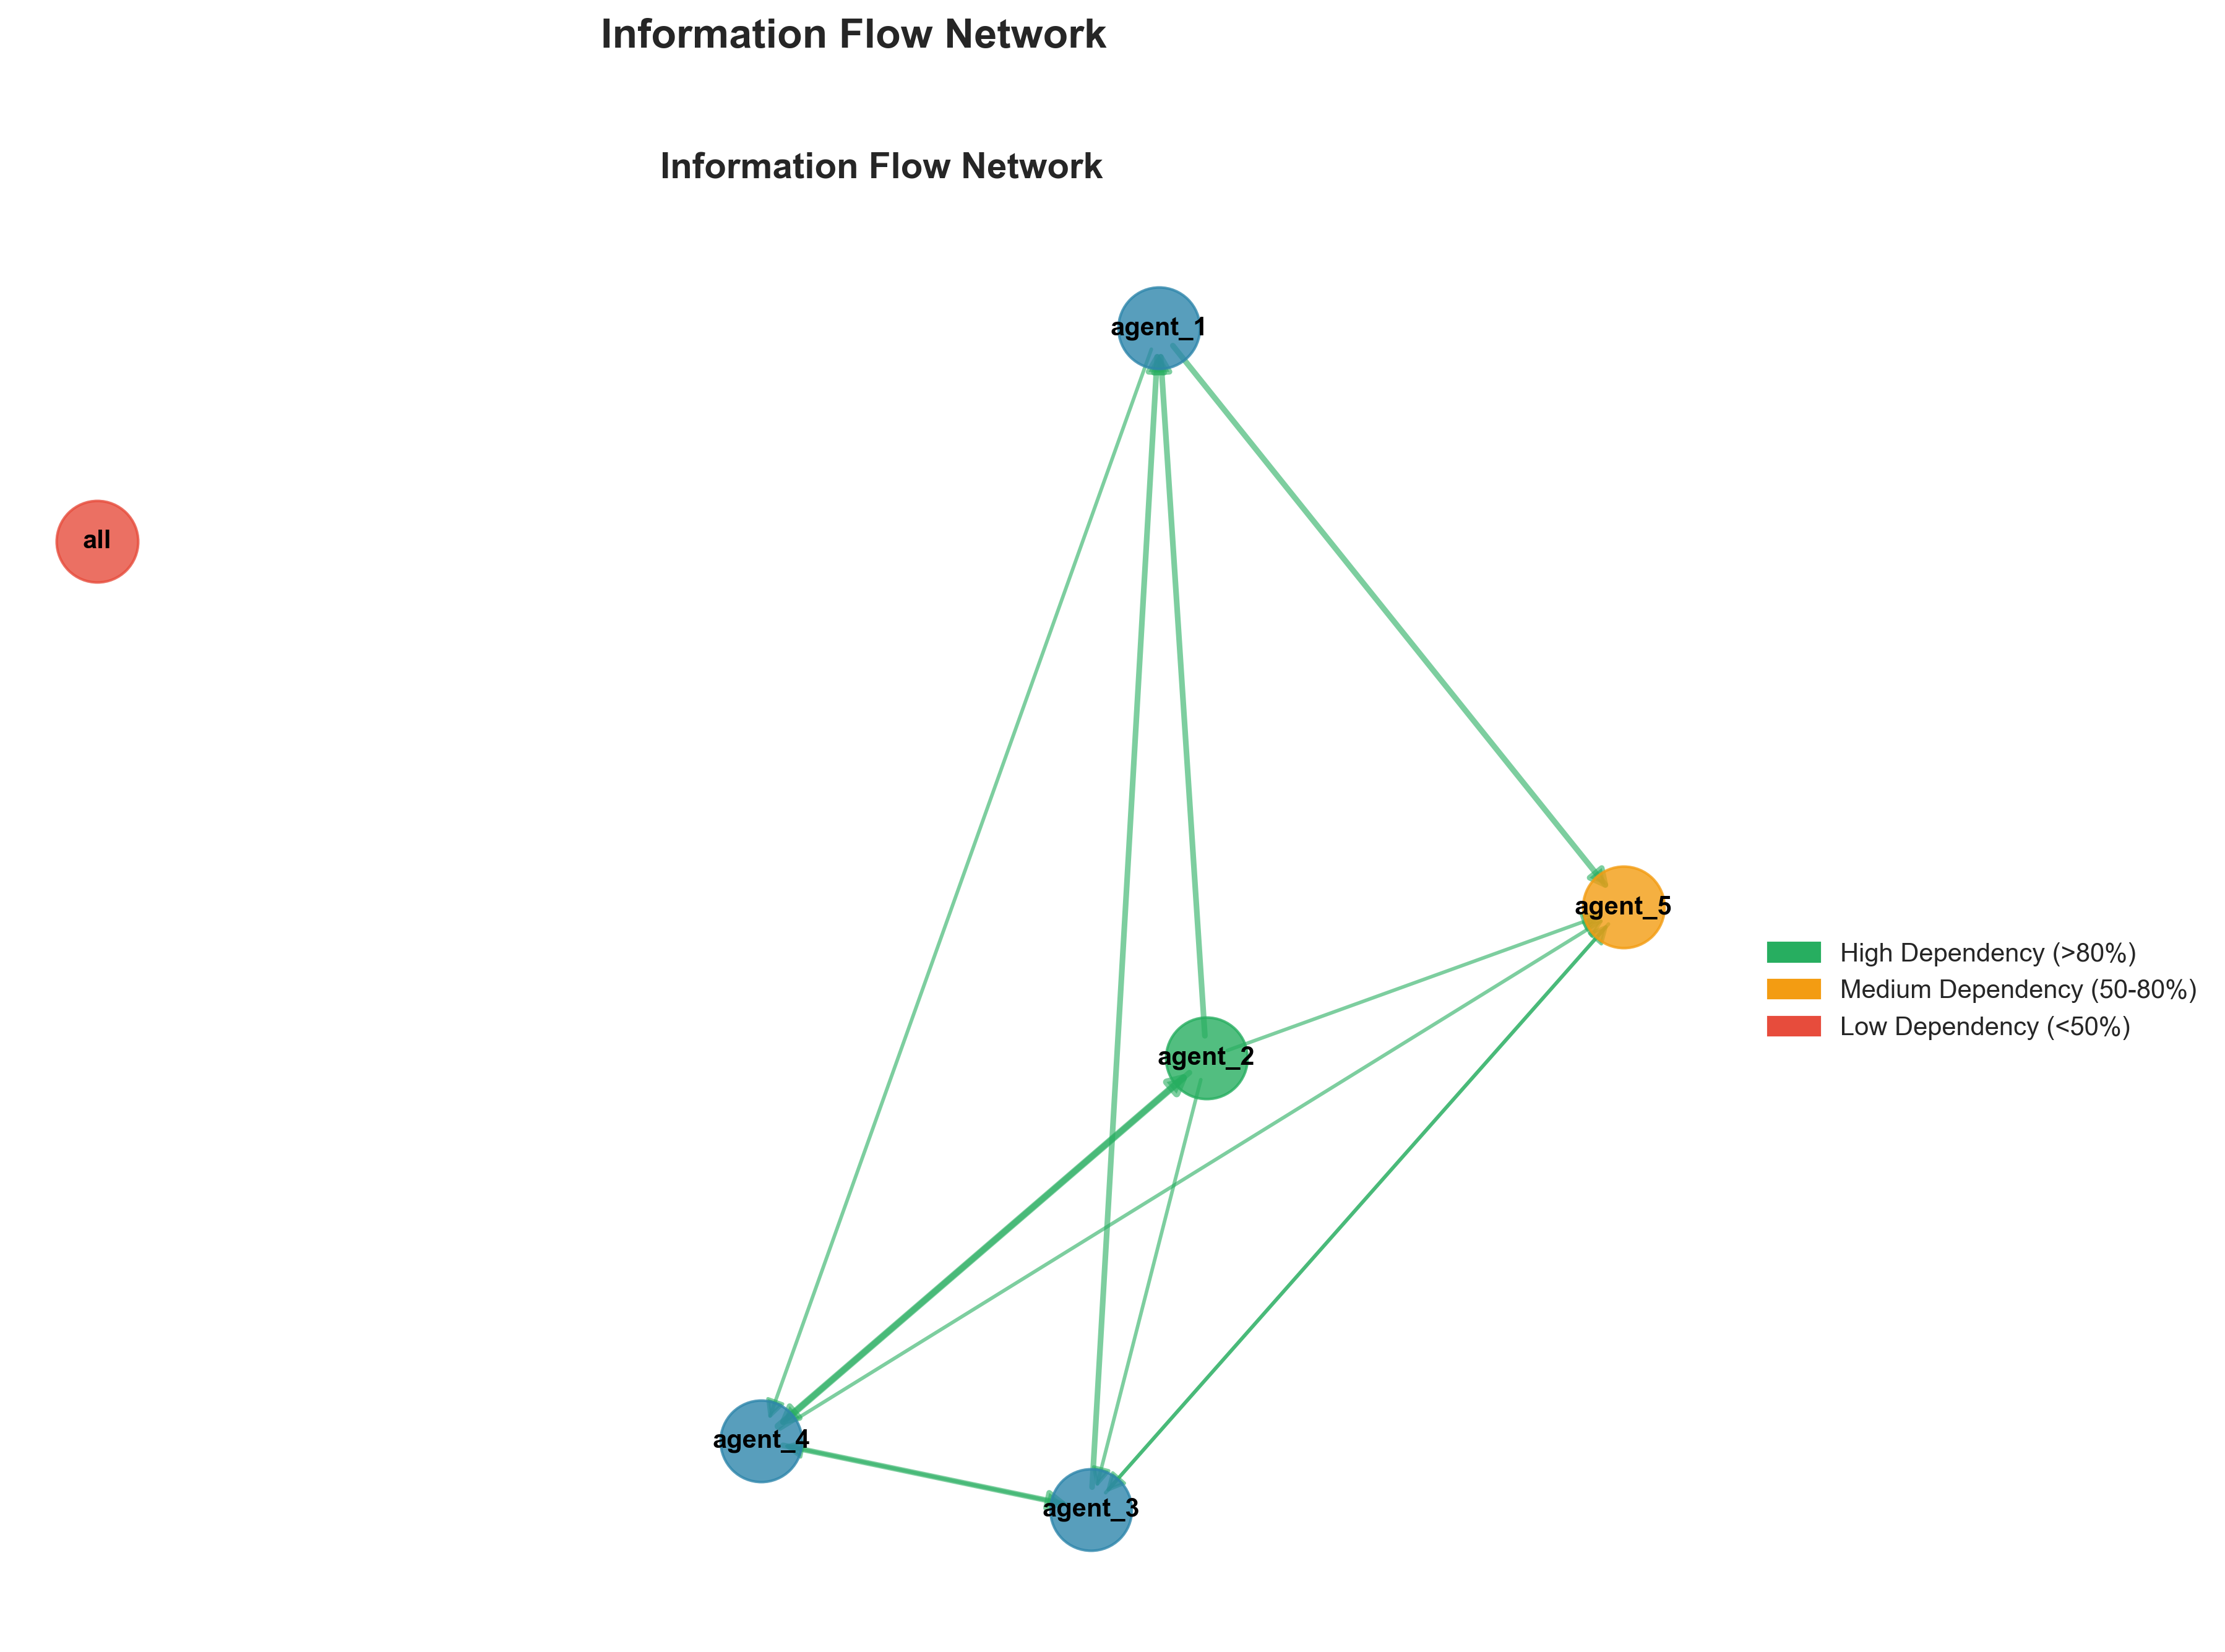 Information Flow Network
Information Flow Network
agent_1
all
agent_5
High Dependency (>80%)
Medium Dependency (50-80%)
Low Dependency (<50%)
agent_2
agent_4
agent_3